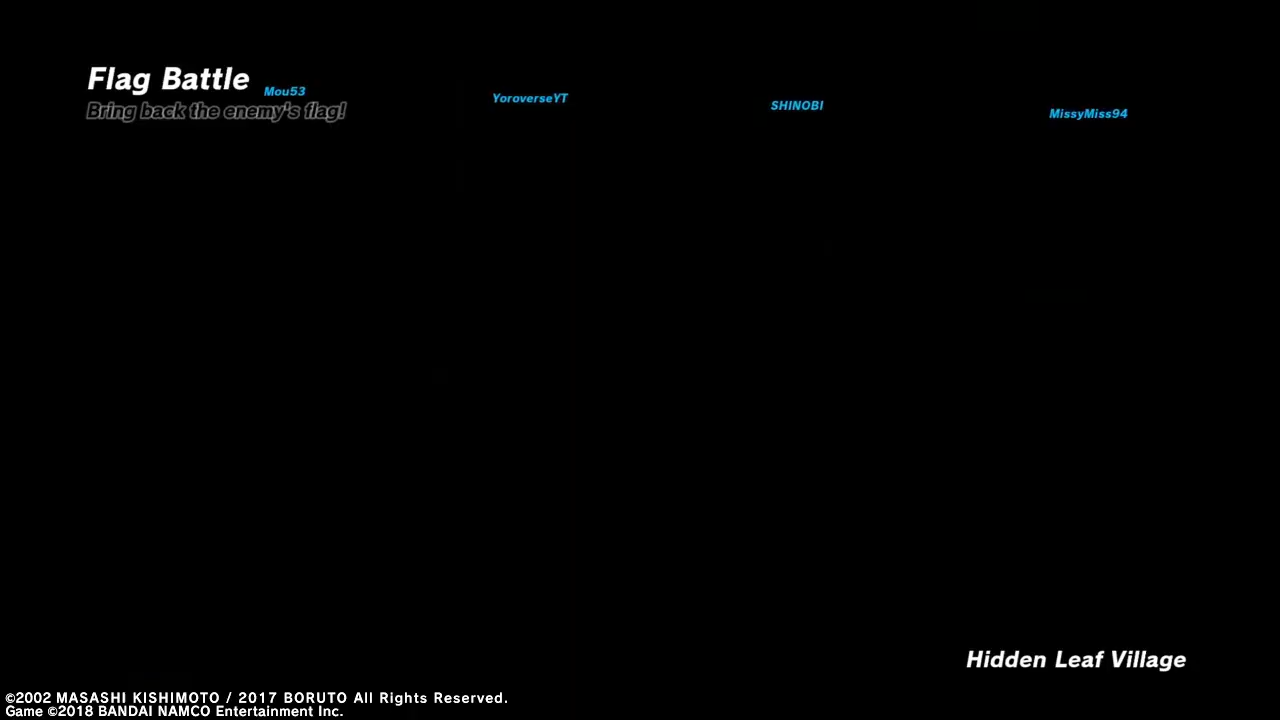 Flag Battle
Mou53
YoroverseYT
SHINOBI
MissyMiss94
Bring back the enemy's flag!
Hidden Leaf Village
©2002 MASASHI KISHIMOTO / 2017 BORUTO All Rights Reserved.
Game ©2018 BANDAI NAMCO Entertainment Inc.